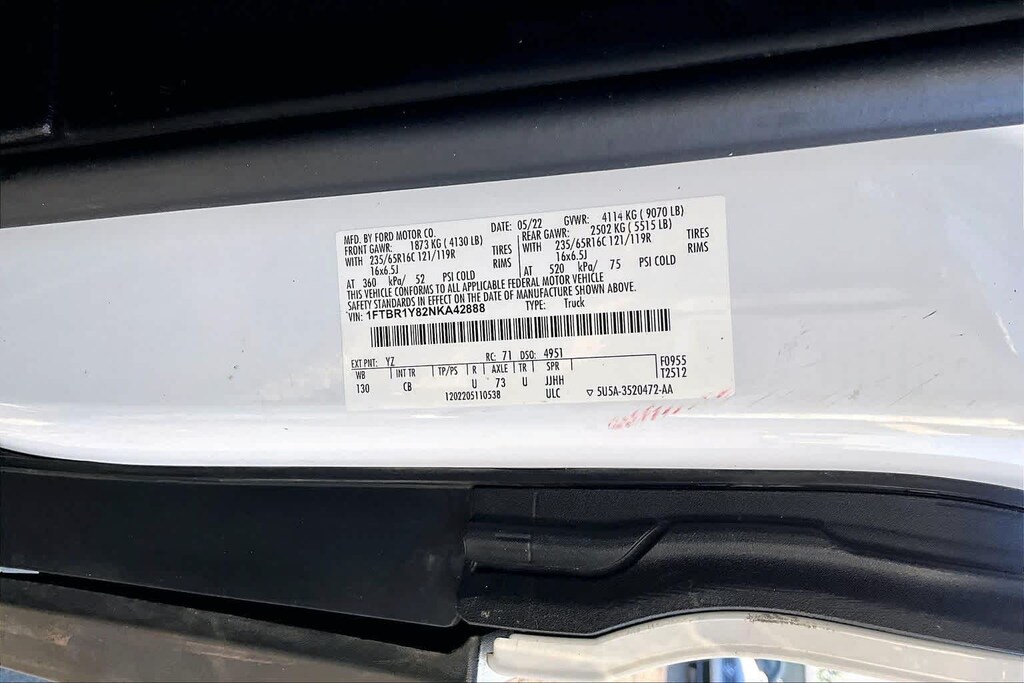 MFD. BY FORD MOTOR CO. DATE: 05/22 GVWR: 4114 KG ( 9070 LB)
FRONT GAWR: 1873 KG ( 4130 LB) REAR GAWR: 2502 KG ( 5515 LB)
WITH 235/65R16C 121/119R TIRES WITH 235/65R16C 121/119R TIRES
16x6.5J RIMS 16x6.5J RIMS
AT 360 kPa/ 52 PSI COLD AT 520 kPa/ 75 PSI COLD
THIS VEHICLE CONFORMS TO ALL APPLICABLE FEDERAL MOTOR VEHICLE
SAFETY STANDARDS IN EFFECT ON THE DATE OF MANUFACTURE SHOWN ABOVE.
VIN: 1FTBR1Y82NKA42888 TYPE: Truck
EXT PNT: YZ RC: 71 DSO: 4951
WB INT TR TP/PS R AXLE TR SPR F0955
130 CB U 73 U JJHH T2512
1202205110538 ULC ▽ 5U5A-3520472-AA